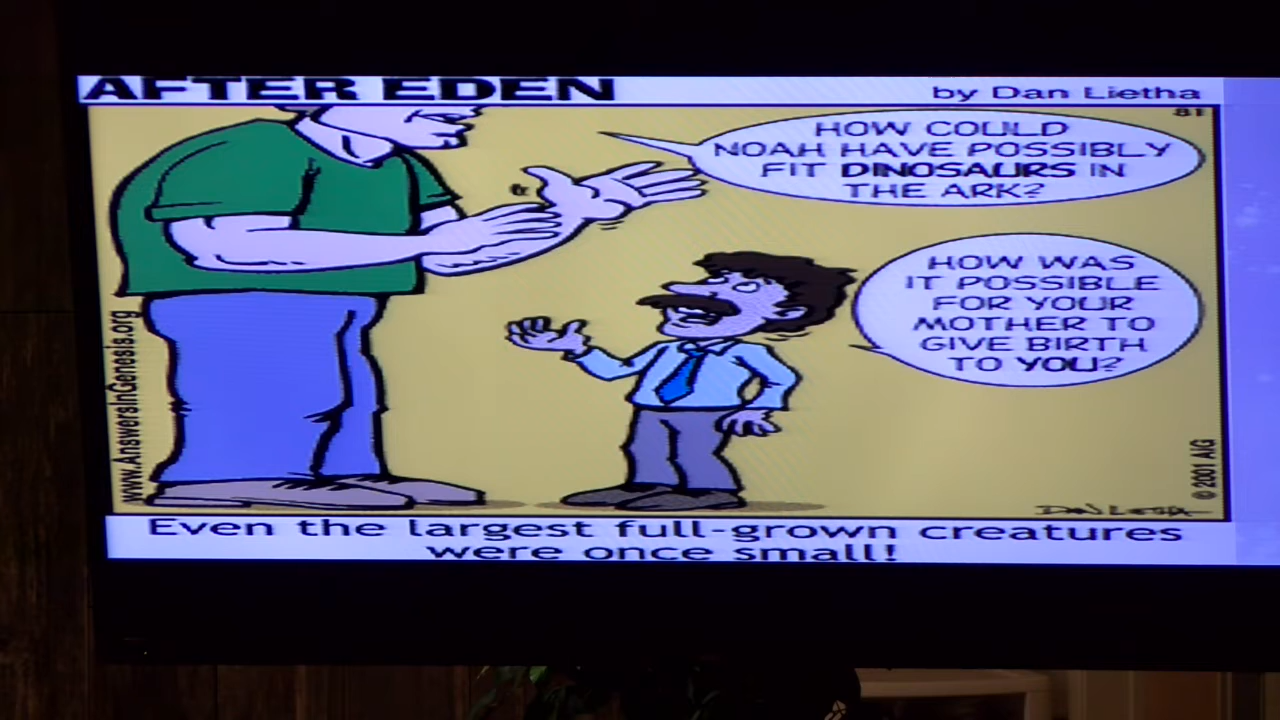 AFTER EDEN
by Dan Lietha
81
HOW COULD
NOAH HAVE POSSIBLY
FIT DINOSAURS IN
THE ARK?
HOW WAS
IT POSSIBLE
FOR YOUR
MOTHER TO
GIVE BIRTH
TO YOU?
www.AnswersInGenesis.org
© 2001 AIG
DAN LIETHA
Even the largest full-grown creatures
were once small!